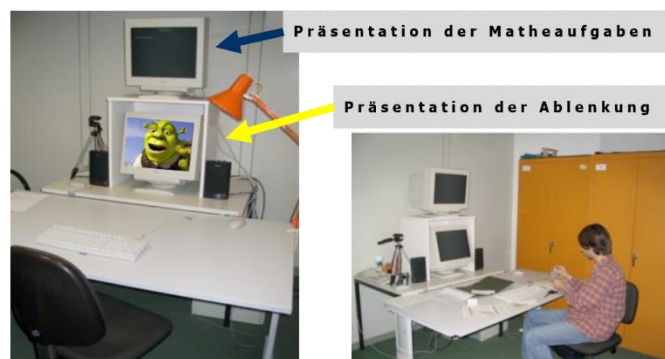 Präsentation der Matheaufgaben
Präsentation der Ablenkung